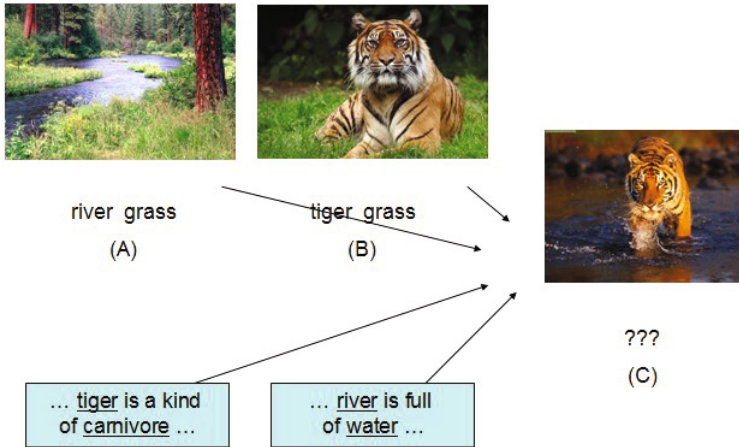 river grass
(A)
tiger grass
(B)
???
(C)
... tiger is a kind
of carnivore ...
... river is full
of water ...